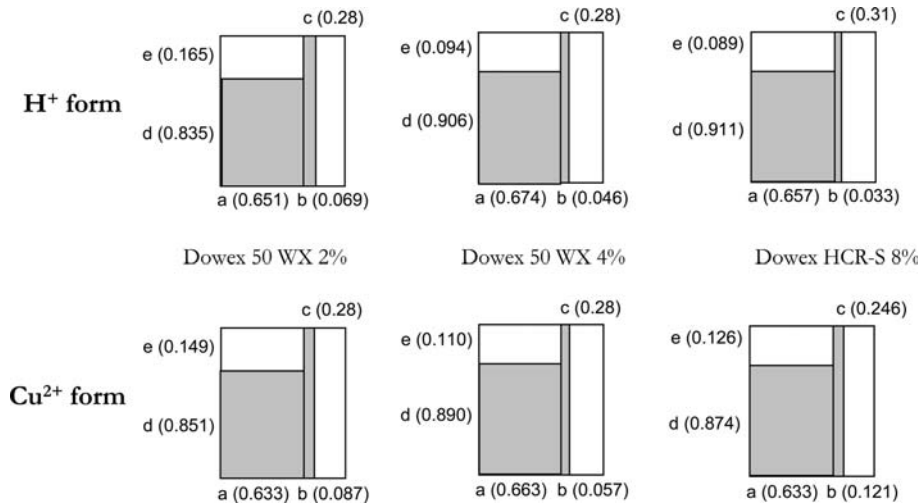 c (0.28)
c (0.28)
c (0.31)
e (0.165)
e (0.094)
e (0.089)
H⁺ form
d (0.835)
d (0.906)
d (0.911)
a (0.651) b (0.069)
a (0.674) b (0.046)
a (0.657) b (0.033)
Dowex 50 WX 2%
Dowex 50 WX 4%
Dowex HCR-S 8%
c (0.28)
c (0.28)
c (0.246)
e (0.149)
e (0.110)
e (0.126)
Cu²⁺ form
d (0.851)
d (0.890)
d (0.874)
a (0.633) b (0.087)
a (0.663) b (0.057)
a (0.633) b (0.121)